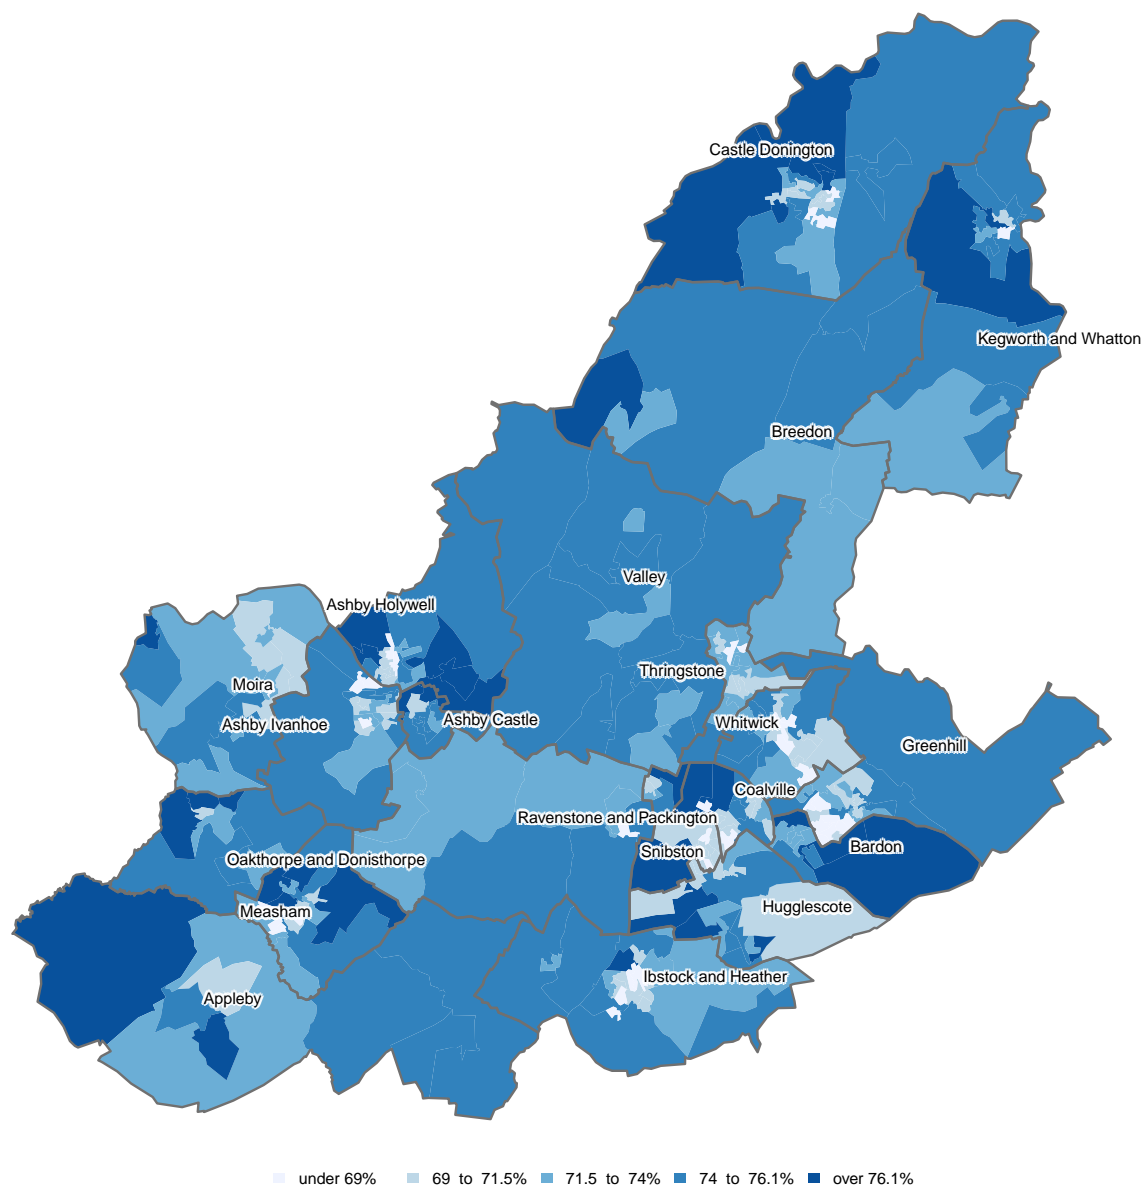 Castle Donington
Kegworth and Whatton
Breedon
Valley
Ashby Holywell
Thringstone
Moira
Ashby Castle
Ashby Ivanhoe
Whitwick
Greenhill
Coalville
Ravenstone and Packington
Bardon
Snibston
Oakthorpe and Donisthorpe
Hugglescote
Measham
Ibstock and Heather
Appleby
under 69% 69 to 71.5% 71.5 to 74% 74 to 76.1% over 76.1%